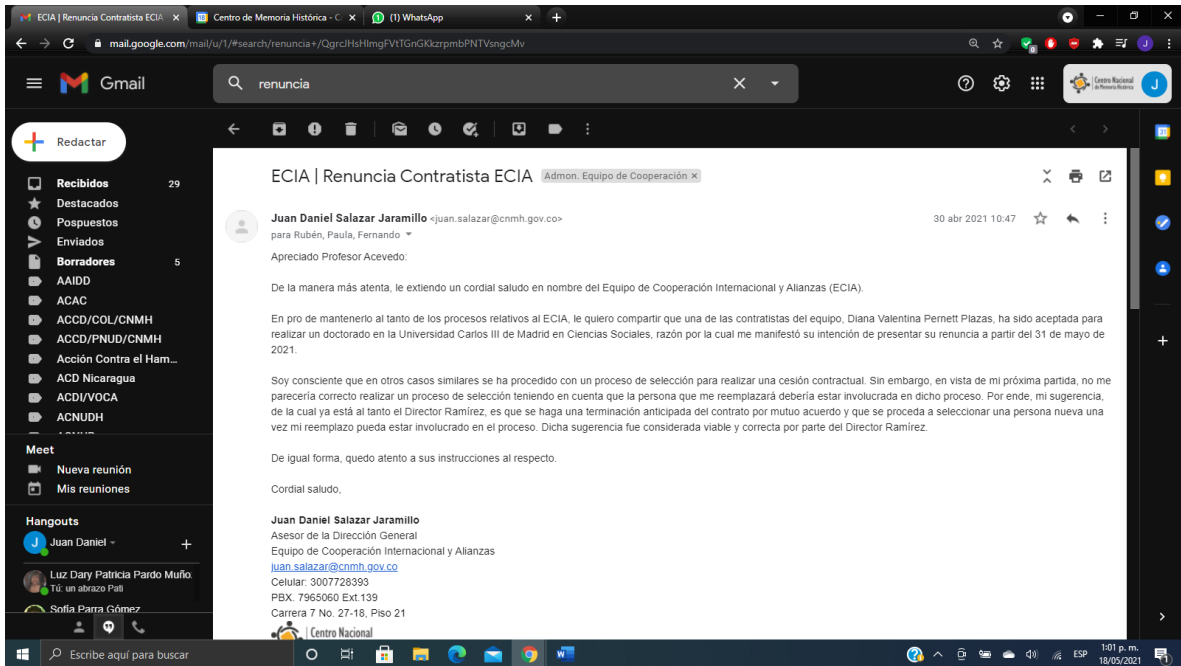 ECIA | Renuncia Contratista ECIA
Centro de Memoria Histórica - C
(1) WhatsApp
mail.google.com/mail/u/1/#search/renuncia+/QgrcJHsHlmgFVtTGnGKkzrpmbPNTVsngcMv
Gmail
renuncia
Centro Nacional
de Memoria Histórica
J
Redactar
Recibidos 29
Destacados
Pospuestos
Enviados
Borradores 5
AAIDD
ACAC
ACCD/COL/CNMH
ACCD/PNUD/CNMH
Acción Contra el Ham...
ACD Nicaragua
ACDI/VOCA
ACNUDH
Meet
Nueva reunión
Mis reuniones
Hangouts
J Juan Daniel
Luz Dary Patricia Pardo Muño:
Tú: un abrazo Pati
Sofía Parra Gómez
ECIA | Renuncia Contratista ECIA
Admon. Equipo de Cooperación ×
Juan Daniel Salazar Jaramillo <juan.salazar@cnmh.gov.co>
30 abr 2021 10:47
para Rubén, Paula, Fernando
Apreciado Profesor Acevedo:
De la manera más atenta, le extiendo un cordial saludo en nombre del Equipo de Cooperación Internacional y Alianzas (ECIA).
En pro de mantenerlo al tanto de los procesos relativos al ECIA, le quiero compartir que una de las contratistas del equipo, Diana Valentina Pernett Plazas, ha sido aceptada para
realizar un doctorado en la Universidad Carlos III de Madrid en Ciencias Sociales, razón por la cual me manifestó su intención de presentar su renuncia a partir del 31 de mayo de
2021.
Soy consciente que en otros casos similares se ha procedido con un proceso de selección para realizar una cesión contractual. Sin embargo, en vista de mi próxima partida, no me
parecería correcto realizar un proceso de selección teniendo en cuenta que la persona que me reemplazará debería estar involucrada en dicho proceso. Por ende, mi sugerencia,
de la cual ya está al tanto el Director Ramírez, es que se haga una terminación anticipada del contrato por mutuo acuerdo y que se proceda a seleccionar una persona nueva una
vez mi reemplazo pueda estar involucrado en el proceso. Dicha sugerencia fue considerada viable y correcta por parte del Director Ramírez.
De igual forma, quedo atento a sus instrucciones al respecto.
Cordial saludo,
Juan Daniel Salazar Jaramillo
Asesor de la Dirección General
Equipo de Cooperación Internacional y Alianzas
juan.salazar@cnmh.gov.co
Celular: 3007728393
PBX. 7965060 Ext.139
Carrera 7 No. 27-18, Piso 21
Centro Nacional
Escribe aquí para buscar
ESP
1:01 p. m.
18/05/2021